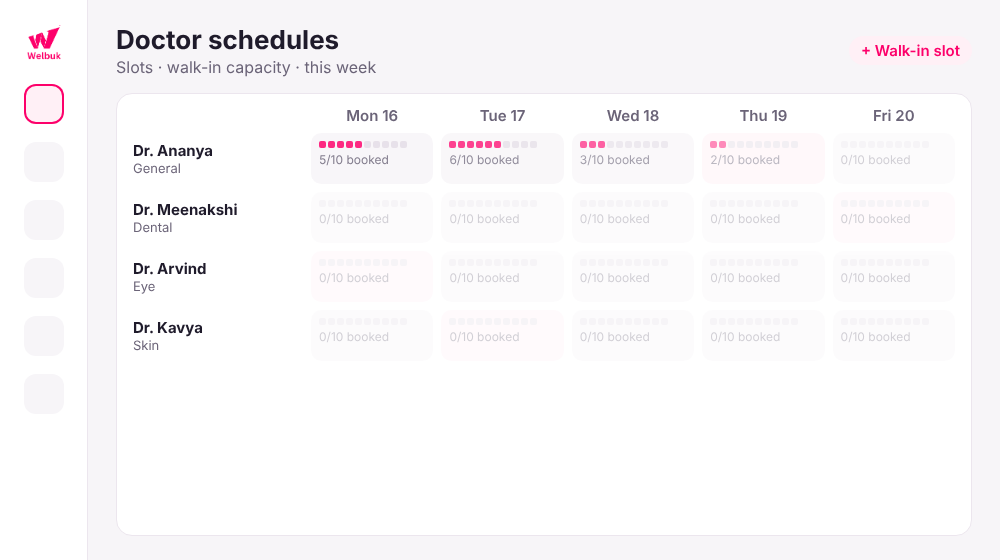 Welbuk
Doctor schedules
Slots · walk-in capacity · this week
+ Walk-in slot
Mon 16 Tue 17 Wed 18 Thu 19 Fri 20
Dr. Ananya
General
5/10 booked 6/10 booked 3/10 booked 2/10 booked 0/10 booked
Dr. Meenakshi
Dental
0/10 booked 0/10 booked 0/10 booked 0/10 booked 0/10 booked
Dr. Arvind
Eye
0/10 booked 0/10 booked 0/10 booked 0/10 booked 0/10 booked
Dr. Kavya
Skin
0/10 booked 0/10 booked 0/10 booked 0/10 booked 0/10 booked